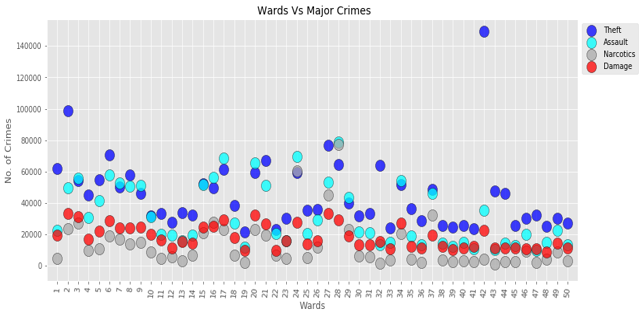 Wards Vs Major Crimes
Theft
Assault
Narcotics
Damage
No. of Crimes
140000
120000
100000
80000
60000
40000
20000
0
1 2 3 4 5 6 7 8 9 10 11 12 13 14 15 16 17 18 19 20 21 22 23 24 25 26 27 28 29 30 31 32 33 34 35 36 37 38 39 40 41 42 43 44 45 46 47 48 49 50
Wards